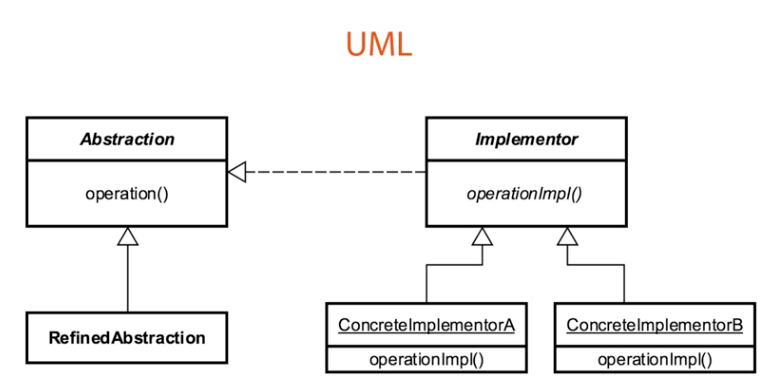 UML
Abstraction
operation()
RefinedAbstraction
Implementor
operationImpl()
ConcreteImplementorA
operationImpl()
ConcreteImplementorB
operationImpl()